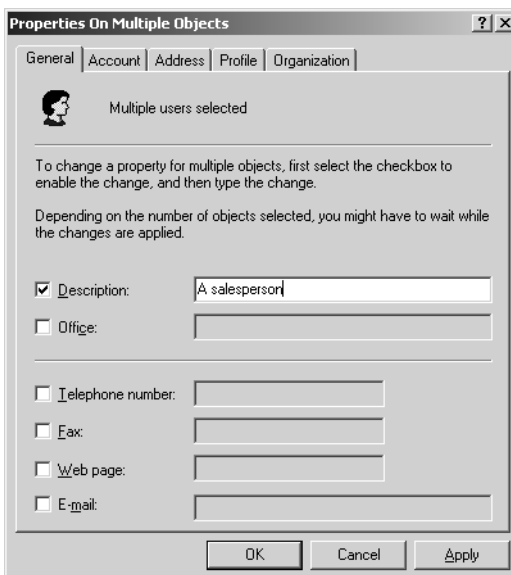 Properties On Multiple Objects
General Account Address Profile Organization
Multiple users selected
To change a property for multiple objects, first select the checkbox to
enable the change, and then type the change.
Depending on the number of objects selected, you might have to wait while
the changes are applied.
Description: A salesperson
Office:
Telephone number:
Fax:
Web page:
E-mail:
OK Cancel Apply